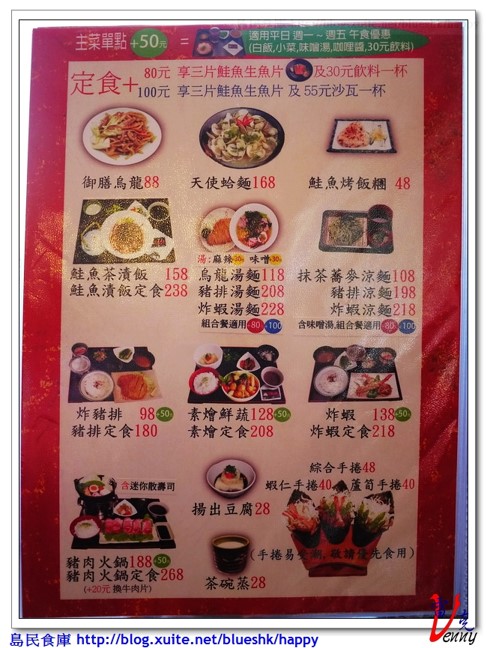 主菜單點 +50元 =
適用平日 週一～週五 午食優惠
(白飯,小菜,味噌湯,咖哩醬,30元飲料)
定食+
80元 享三片鮭魚生魚片 及30元飲料一杯
100元 享三片鮭魚生魚片 及 55元沙瓦一杯
御膳烏龍88
天使蛤麵168
鮭魚烤飯糰 48
鮭魚茶漬飯 158
鮭魚漬飯定食238
湯:麻辣30 味噌30
烏龍湯麵118
豬排湯麵208
炸蝦湯麵228
組合餐適用+80 +100
抹茶蕎麥涼麵108
豬排涼麵198
炸蝦涼麵218
含味噌湯,組合餐適用+80 +100
炸豬排 98+50
豬排定食180
素燴鮮蔬128+50
素燴定食208
炸蝦 138+50
炸蝦定食218
含迷你散壽司
豬肉火鍋188+50
豬肉火鍋定食268
(+20元 換牛肉片)
揚出豆腐28
茶碗蒸28
綜合手捲48
蝦仁手捲40 蘆筍手捲40
(手捲易受潮,敬請優先食用)
島民食庫 http://blog.xuite.net/blueshk/happy
Venny